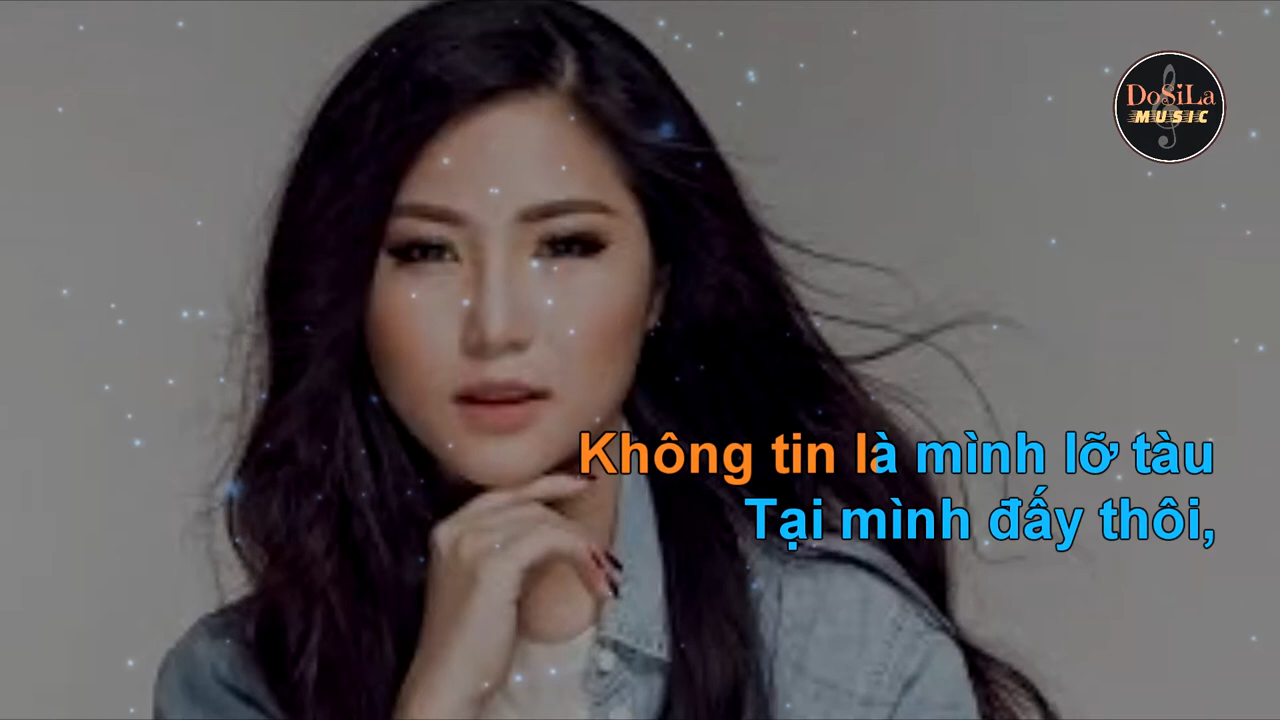 DoSiLa
MUSIC
Không tin là mình lỡ tàu
Tại mình đấy thôi,